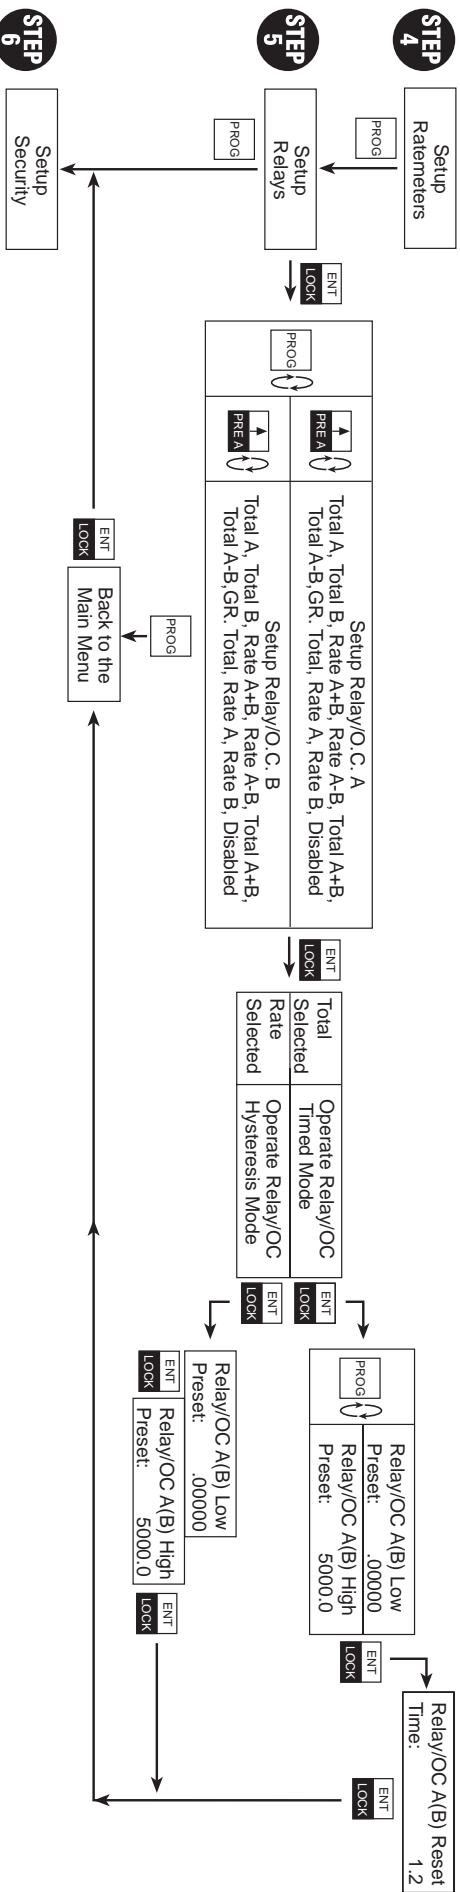 STEP
4
Setup
Ratemeters
PROG
STEP
5
Setup
Relays
ENT
LOCK
PROG
PRE A
Setup Relay/O.C. A
Total A, Total B, Rate A+B, Rate A-B, Total A+B,
Total A-B,GR. Total, Rate A, Rate B, Disabled
PRE A
Setup Relay/O.C. B
Total A, Total B, Rate A+B, Rate A-B, Total A+B,
Total A-B,GR. Total, Rate A, Rate B, Disabled
ENT
LOCK
Total
Selected
Operate Relay/OC
Timed Mode
Rate
Selected
Operate Relay/OC
Hysteresis Mode
ENT
LOCK
PROG
Relay/OC A(B) Low
Preset: .00000
Relay/OC A(B) High
Preset: 5000.0
ENT
LOCK
Relay/OC A(B) Reset
Time: 1.2
ENT
LOCK
ENT
LOCK
Relay/OC A(B) Low
Preset: .00000
ENT
LOCK
Relay/OC A(B) High
Preset: 5000.0
ENT
LOCK
PROG
Back to the
Main Menu
ENT
LOCK
PROG
STEP
6
Setup
Security